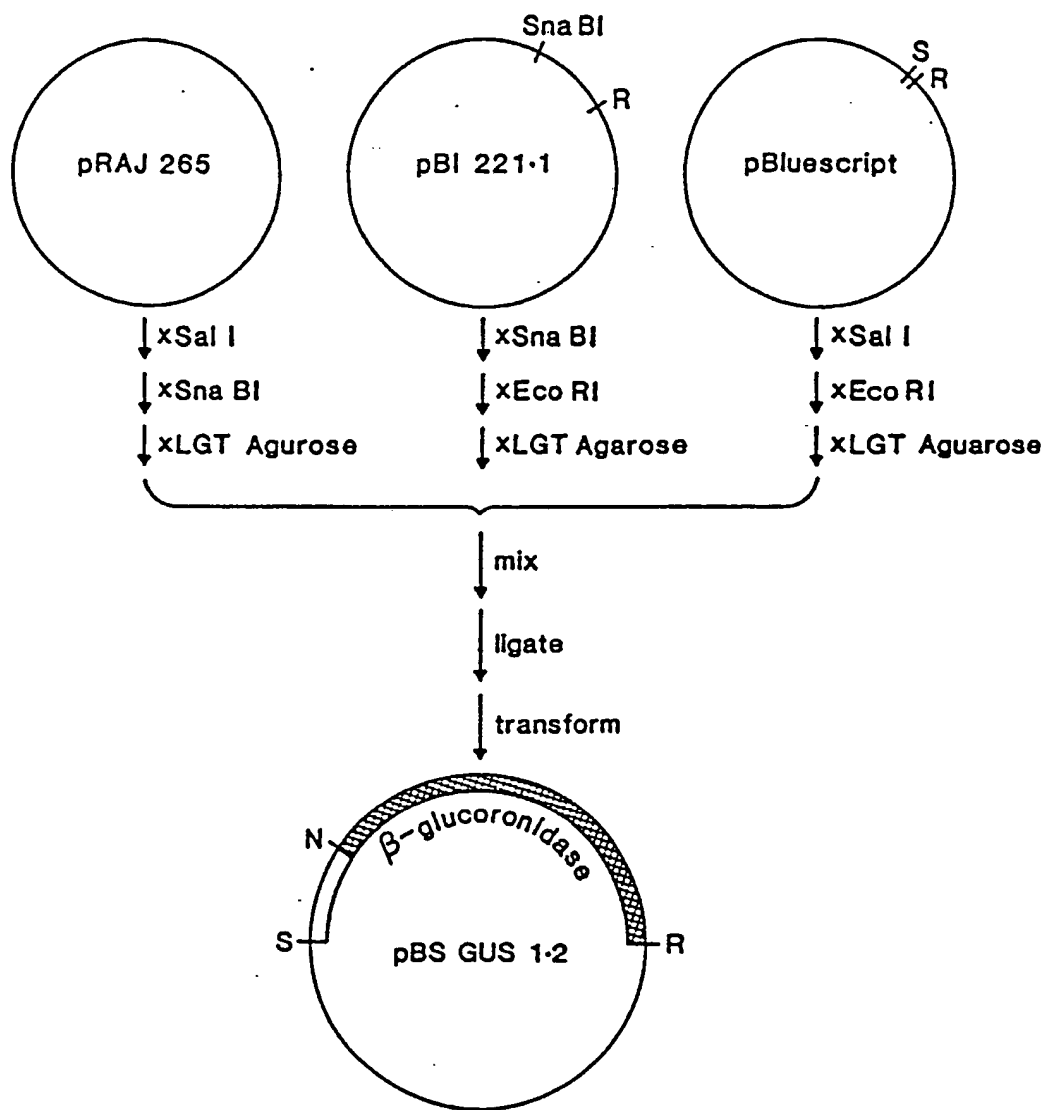 Sna BI
S
R
R
pRAJ 265
pBI 221·1
pBluescript
xSal I
xSna BI
xSal I
xSna BI
xEco RI
xEco RI
xLGT Agurose
xLGT Agarose
xLGT Aguarose
mix
ligate
transform
N
β-glucoronidase
S
R
pBS GUS 1·2